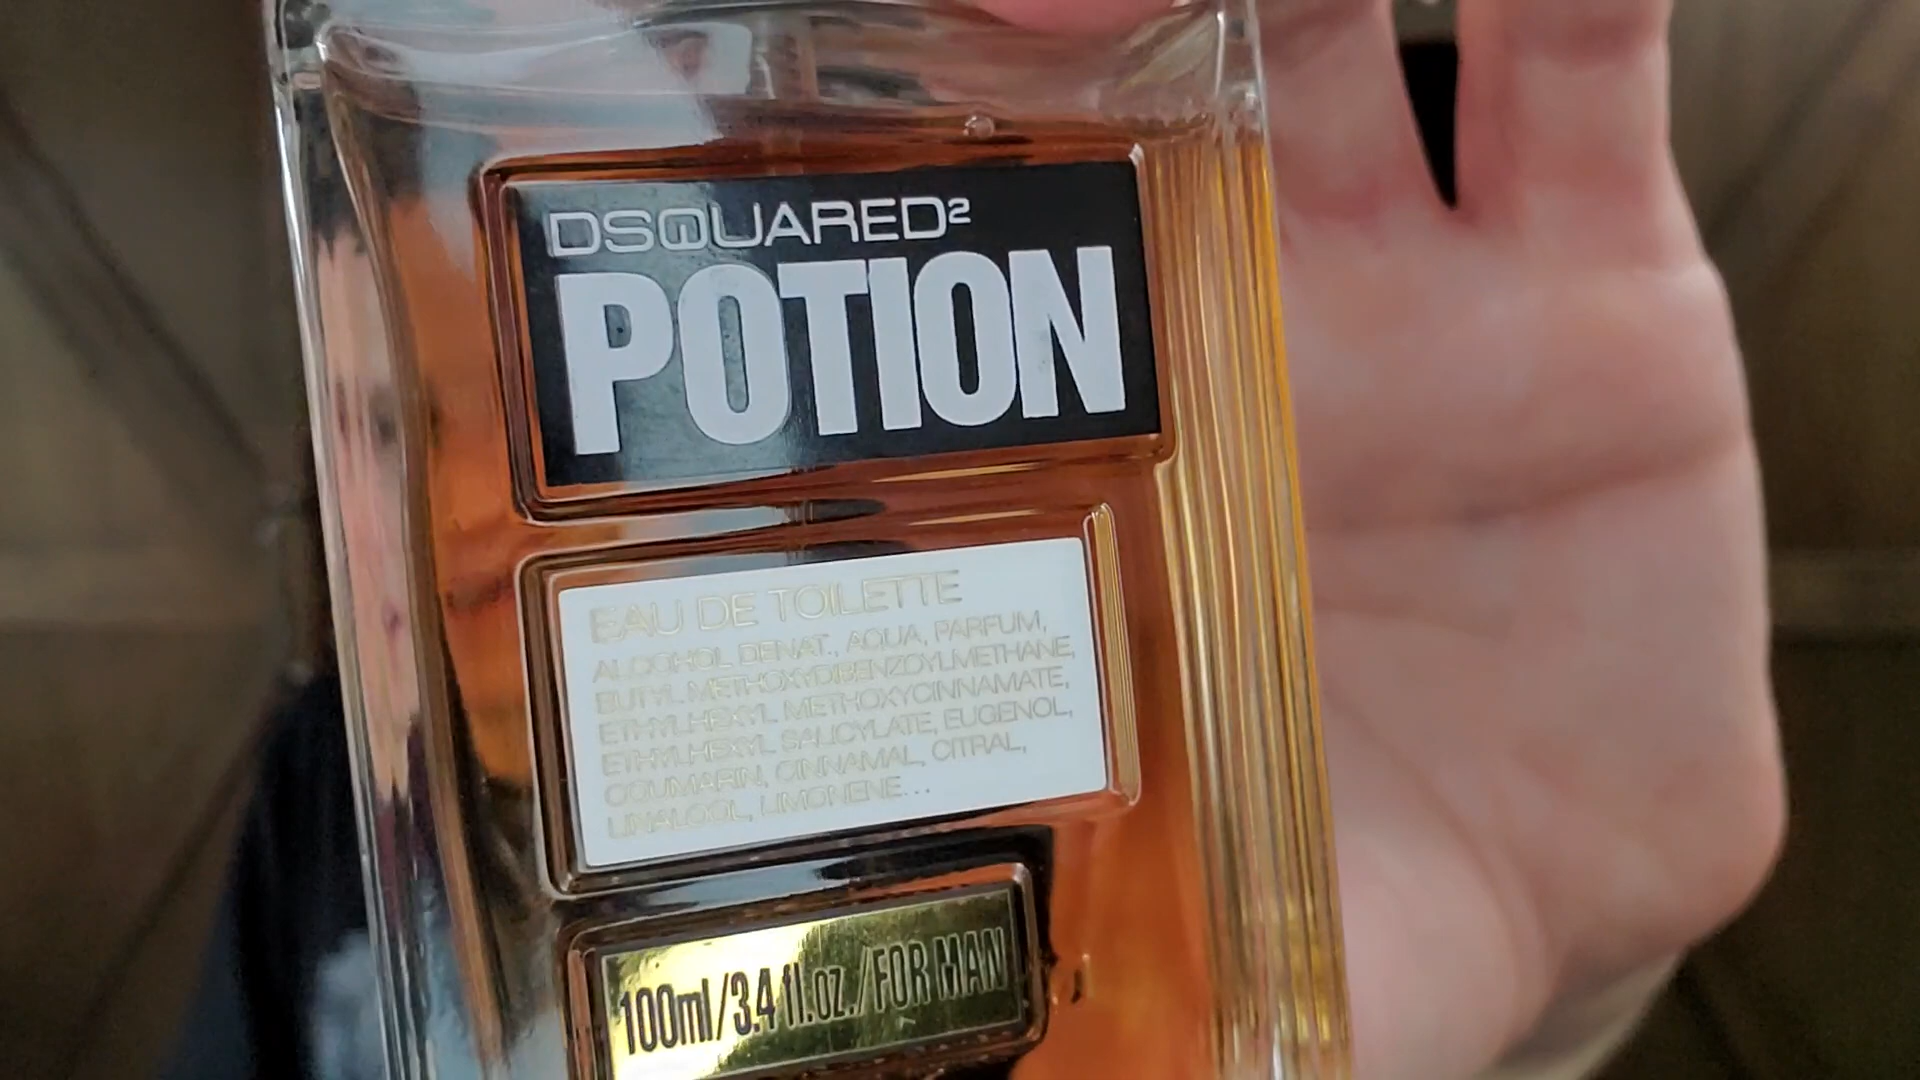 DSQUARED²
POTION
EAU DE TOILETTE
ALCOHOL DENAT., AQUA, PARFUM,
BUTYL METHOXYDIBENZOYLMETHANE,
ETHYLHEXYL METHOXYCINNAMATE,
ETHYLHEXYL SALICYLATE, EUGENOL,
COUMARIN, CINNAMAL, CITRAL,
LINALOOL, LIMONENE...
100ml/3.4 fl.oz./FOR MAN